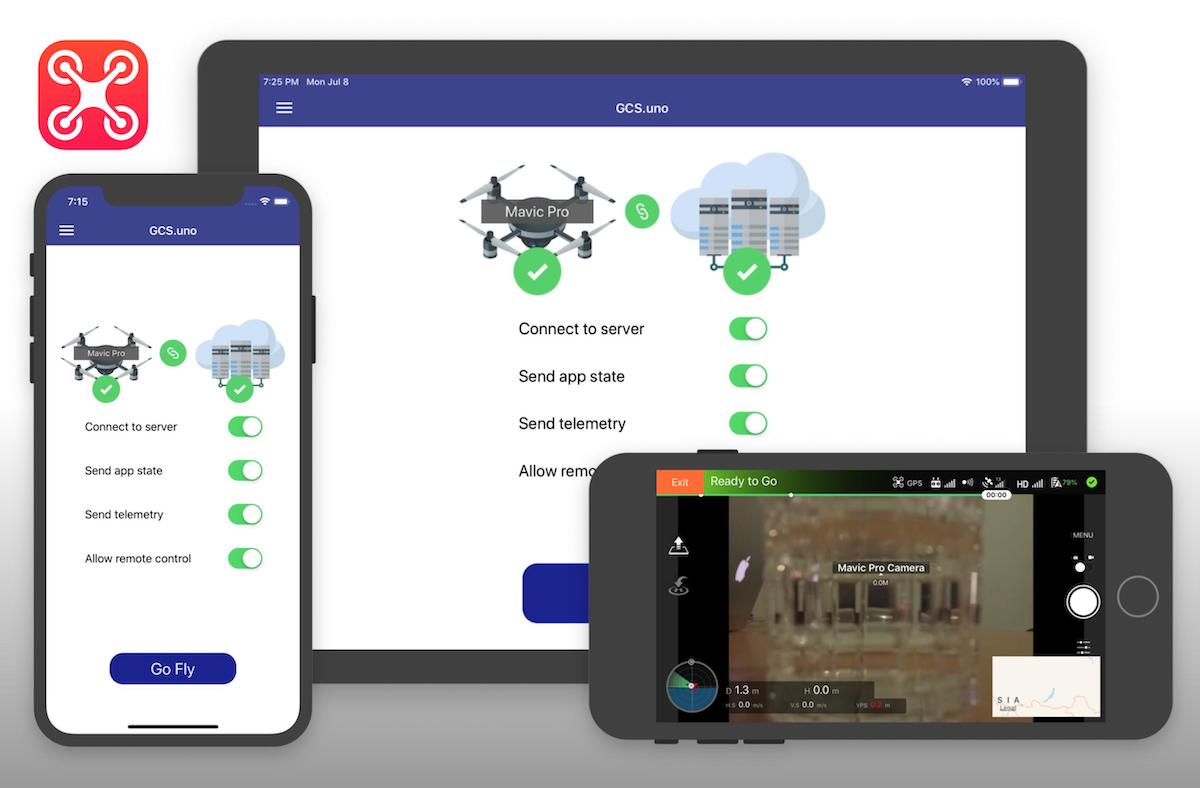 7:25 PM Mon Jul 8
100%
GCS.uno
Mavic Pro
Connect to server
Send app state
Send telemetry
Allow remo
7:15
GCS.uno
Mavic Pro
Connect to server
Send app state
Send telemetry
Allow remote control
Go Fly
Exit
Ready to Go
GPS
13
HD
79%
00:00
MENU
Mavic Pro Camera
0.0M
D 1.3 m
H 0.0 m
H.S 0.0 m/s
V.S 0.0 m/s
VPS 0.2 m
S I A
Legal